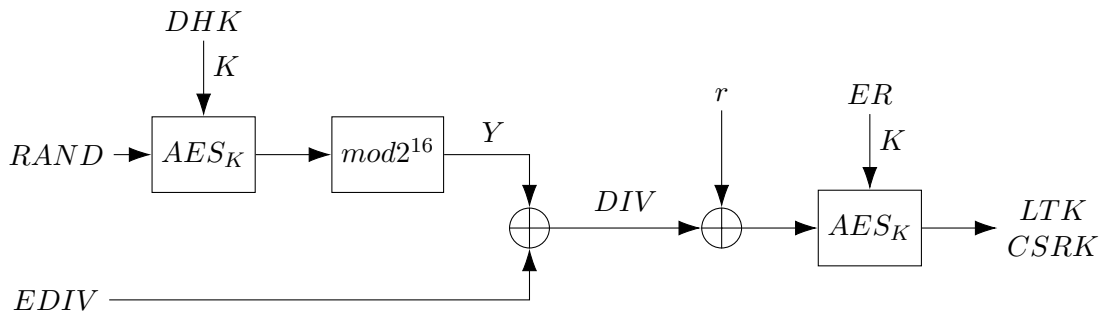 DHK
K
RAND
AES_K
mod2^16
Y
EDIV
DIV
r
ER
K
AES_K
LTK
CSRK